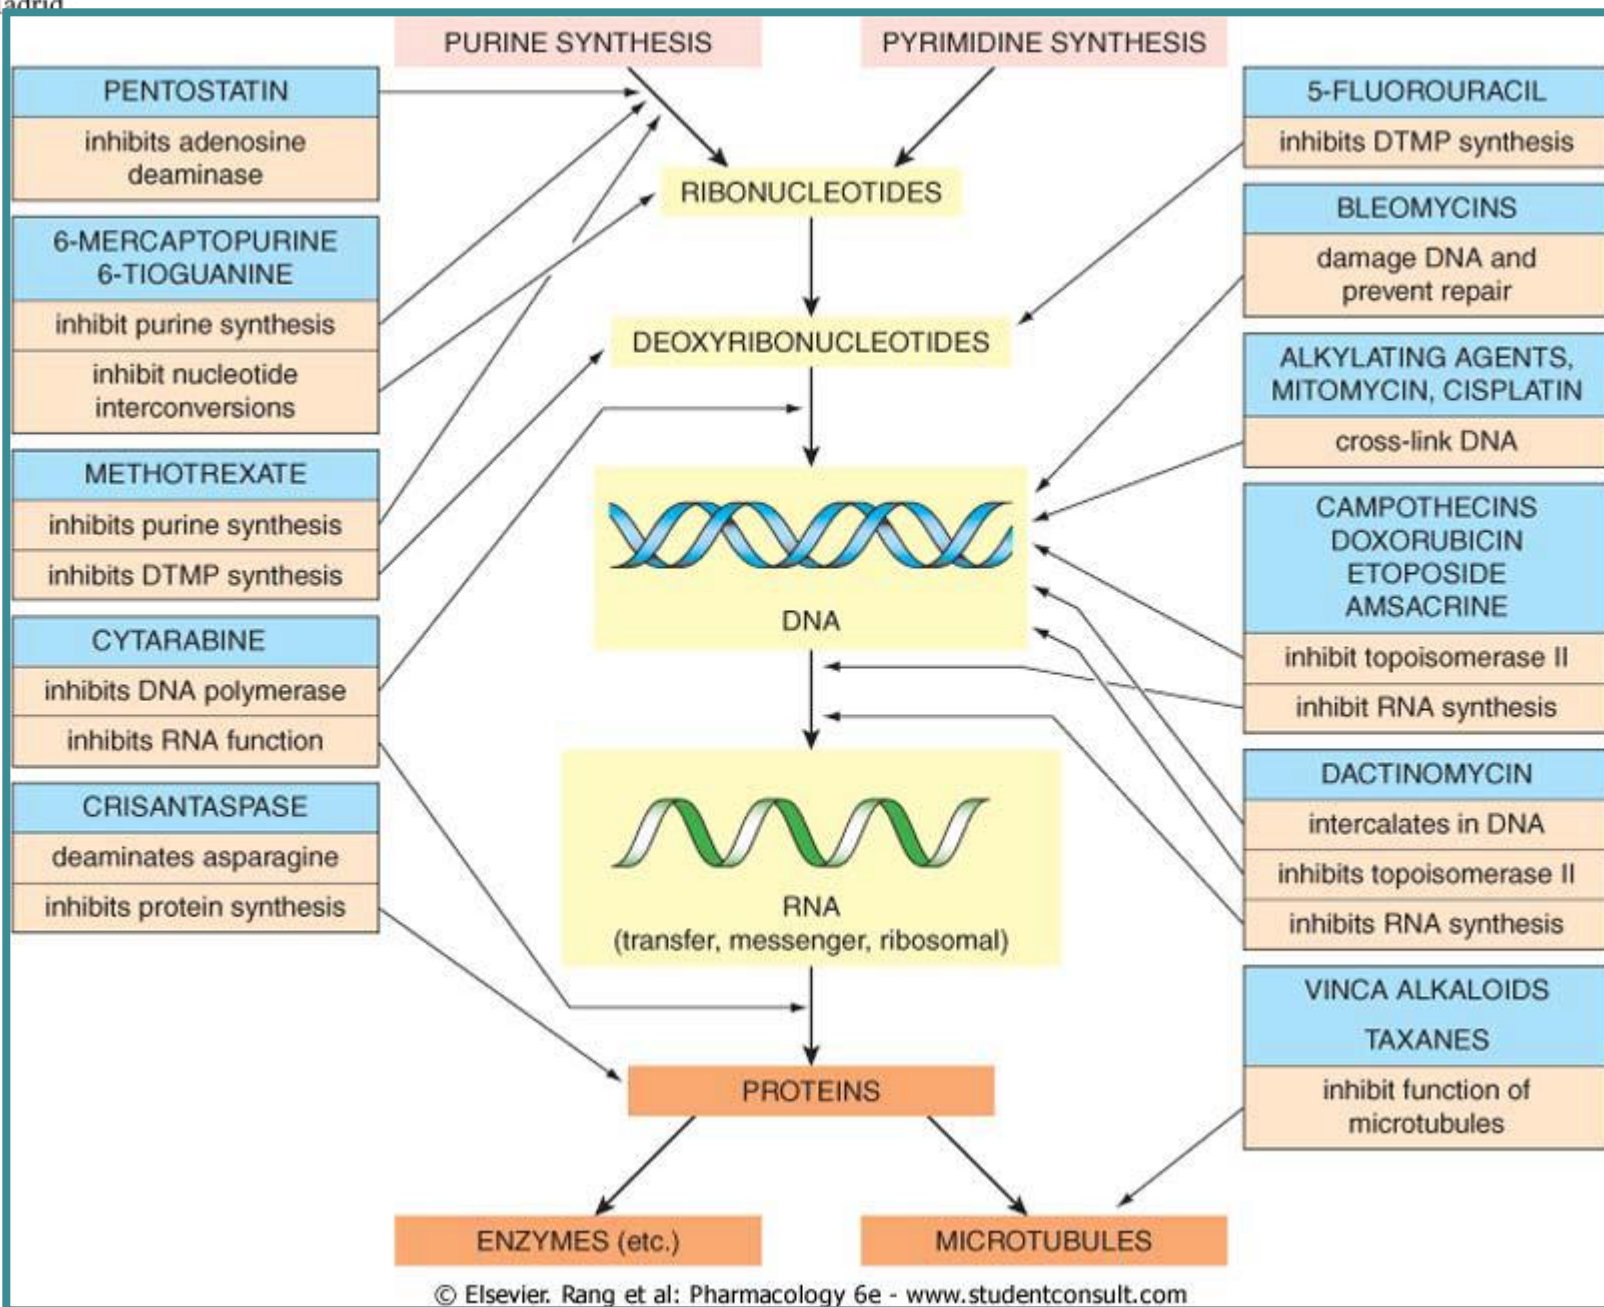 adrid
PURINE SYNTHESIS
PYRIMIDINE SYNTHESIS
PENTOSTATIN
inhibits adenosine
deaminase
6-MERCAPTOPURINE
6-TIOGUANINE
inhibit purine synthesis
inhibit nucleotide
interconversions
METHOTREXATE
inhibits purine synthesis
inhibits DTMP synthesis
CYTARABINE
inhibits DNA polymerase
inhibits RNA function
CRISANTASPASE
deaminates asparagine
inhibits protein synthesis
RIBONUCLEOTIDES
DEOXYRIBONUCLEOTIDES
DNA
RNA
(transfer, messenger, ribosomal)
PROTEINS
ENZYMES (etc.)
MICROTUBULES
5-FLUOROURACIL
inhibits DTMP synthesis
BLEOMYCINS
damage DNA and
prevent repair
ALKYLATING AGENTS,
MITOMYCIN, CISPLATIN
cross-link DNA
CAMPOTHECINS
DOXORUBICIN
ETOPOSIDE
AMSACRINE
inhibit topoisomerase II
inhibit RNA synthesis
DACTINOMYCIN
intercalates in DNA
inhibits topoisomerase II
inhibits RNA synthesis
VINCA ALKALOIDS
TAXANES
inhibit function of
microtubules
© Elsevier. Rang et al: Pharmacology 6e - www.studentconsult.com